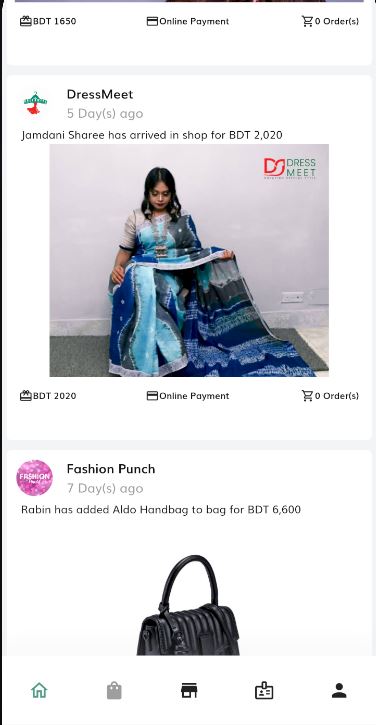 BDT 1650 Online Payment 0 Order(s)
DressMeet
5 Day(s) ago
Jamdani Sharee has arrived in shop for BDT 2,020
DRESS
MEET
BDT 2020 Online Payment 0 Order(s)
FASHION
Fashion Punch
7 Day(s) ago
Rabin has added Aldo Handbag to bag for BDT 6,600